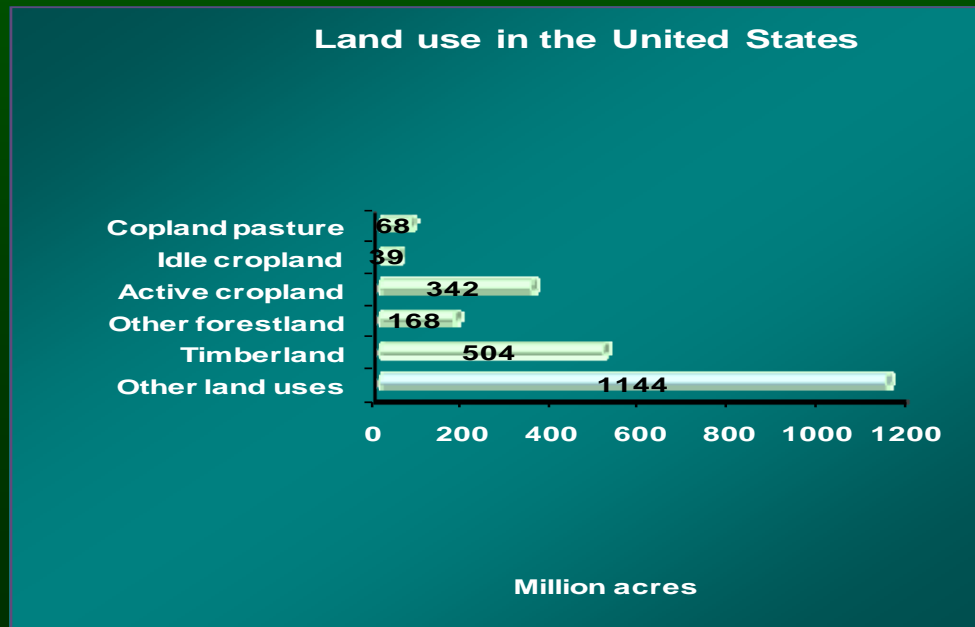 Land use in the United States
Copland pasture 68
Idle cropland 39
Active cropland 342
Other forestland 168
Timberland 504
Other land uses 1144
0 200 400 600 800 1000 1200
Million acres